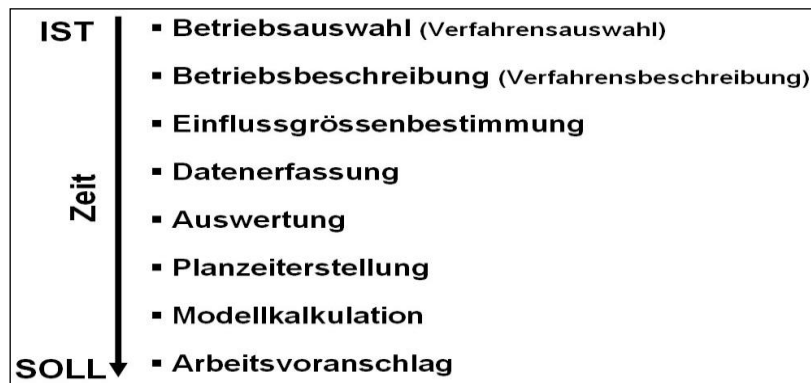 IST
▪ Betriebsauswahl (Verfahrensauswahl)
▪ Betriebsbeschreibung (Verfahrensbeschreibung)
▪ Einflussgrössenbestimmung
▪ Datenerfassung
Zeit
▪ Auswertung
▪ Planzeiterstellung
▪ Modellkalkulation
SOLL
▪ Arbeitsvoranschlag